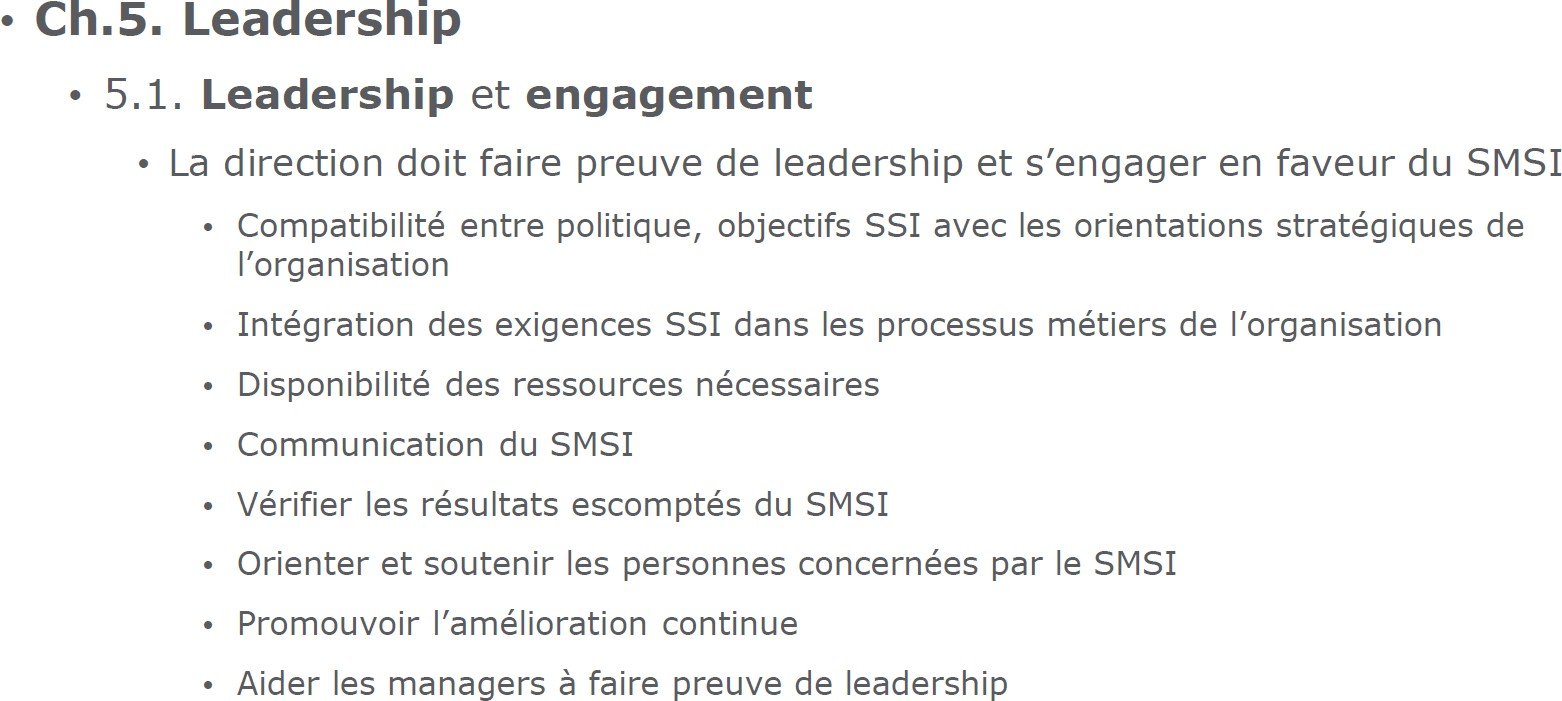 • Ch.5. Leadership
• 5.1. Leadership et engagement
• La direction doit faire preuve de leadership et s’engager en faveur du SMSI
• Compatibilité entre politique, objectifs SSI avec les orientations stratégiques de
l’organisation
• Intégration des exigences SSI dans les processus métiers de l’organisation
• Disponibilité des ressources nécessaires
• Communication du SMSI
• Vérifier les résultats escomptés du SMSI
• Orienter et soutenir les personnes concernées par le SMSI
• Promouvoir l’amélioration continue
• Aider les managers à faire preuve de leadership